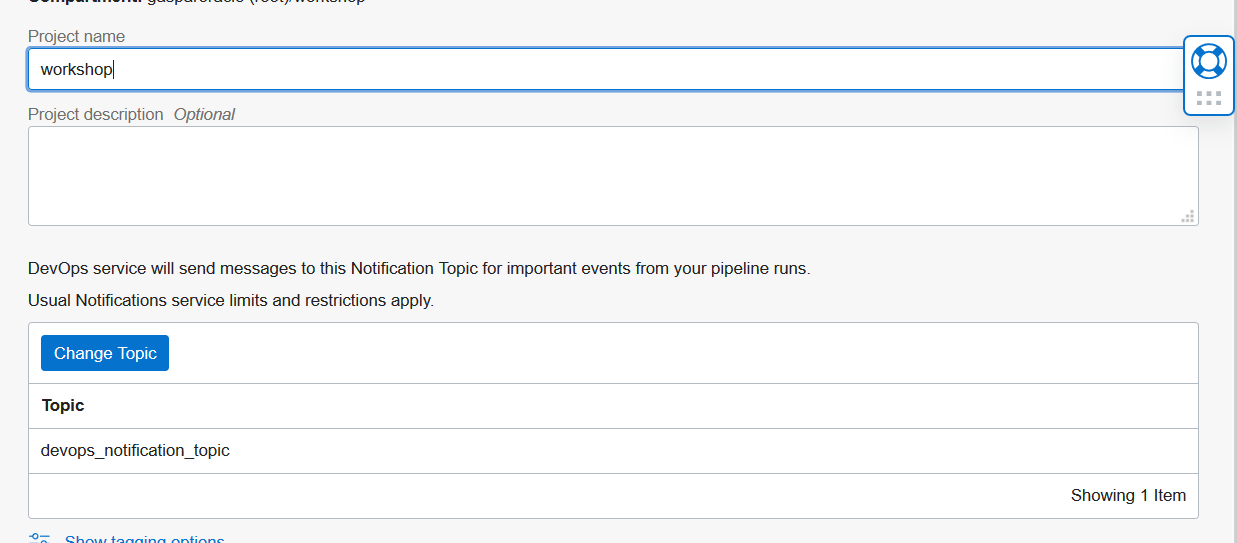 Compartment: gasparoracle (root)/workshop
Project name
workshop
Project description Optional
DevOps service will send messages to this Notification Topic for important events from your pipeline runs.
Usual Notifications service limits and restrictions apply.
Change Topic
Topic
devops_notification_topic
Showing 1 Item
Show tagging options